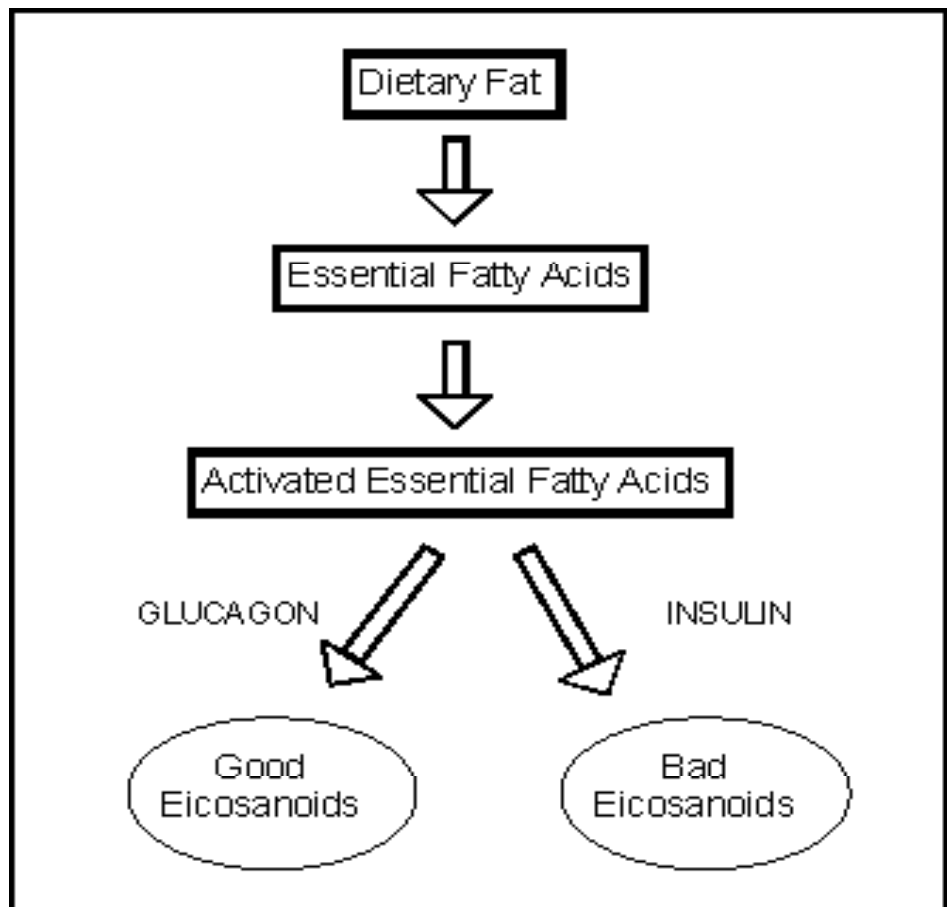 Dietary Fat
Essential Fatty Acids
Activated Essential Fatty Acids
GLUCAGON
INSULIN
Good
Eicosanoids
Bad
Eicosanoids